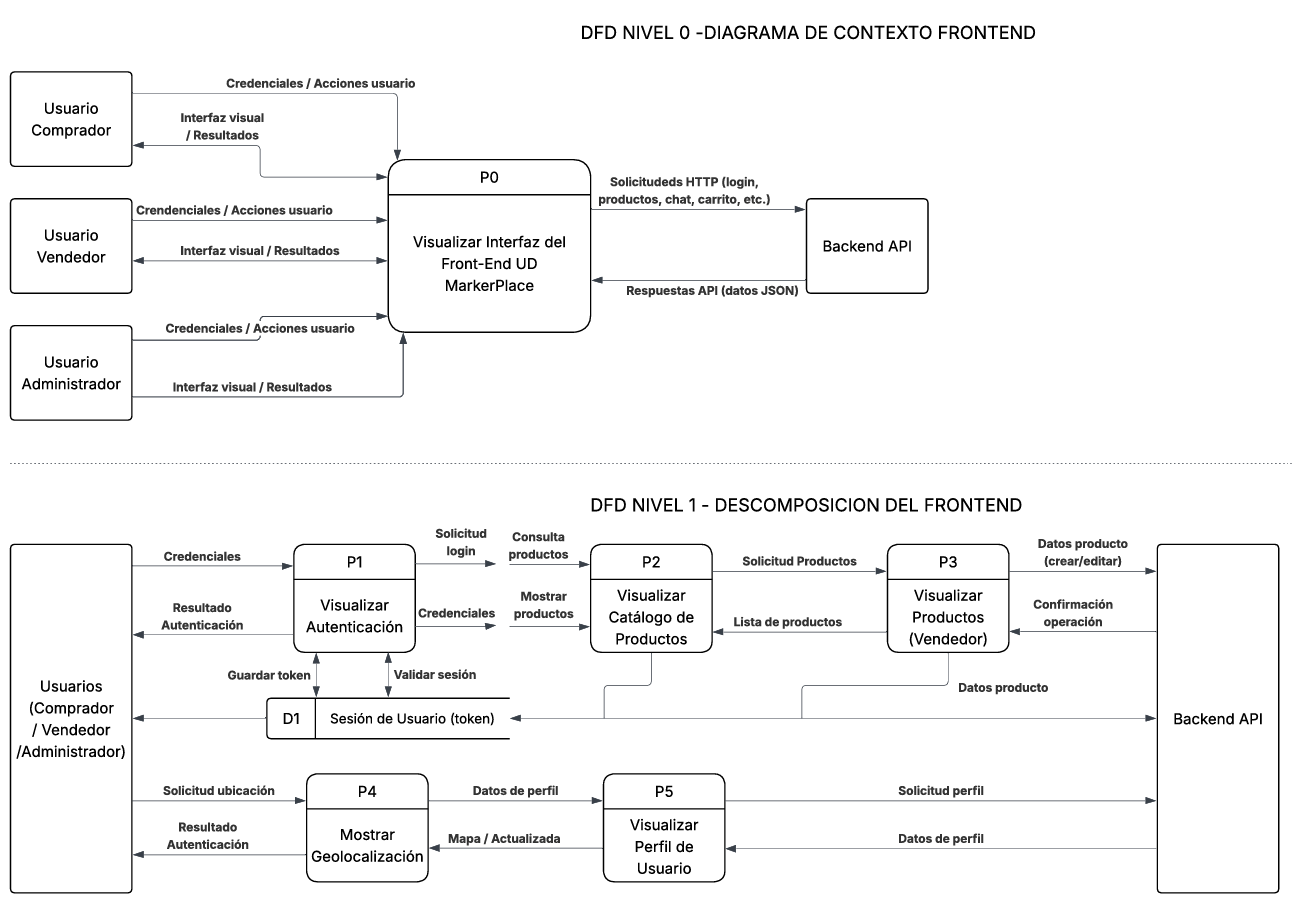 DFD NIVEL 0 -DIAGRAMA DE CONTEXTO FRONTEND
Usuario
Comprador
Credenciales / Acciones usuario
Interfaz visual
/ Resultados
Usuario
Vendedor
Crendenciales / Acciones usuario
Interfaz visual / Resultados
Usuario
Administrador
Credenciales / Acciones usuario
Interfaz visual / Resultados
P0
Visualizar Interfaz del
Front-End UD
MarkerPlace
Solicitudeds HTTP (login,
productos, chat, carrito, etc.)
Respuestas API (datos JSON)
Backend API
DFD NIVEL 1 - DESCOMPOSICION DEL FRONTEND
Usuarios
(Comprador
/ Vendedor
/Administrador)
Credenciales
Resultado
Autenticación
P1
Visualizar
Autenticación
Solicitud
login
Credenciales
Consulta
productos
Mostrar
productos
P2
Visualizar
Catálogo de
Productos
Solicitud Productos
Lista de productos
P3
Visualizar
Productos
(Vendedor)
Datos producto
(crear/editar)
Confirmación
operación
Guardar token
Validar sesión
D1
Sesión de Usuario (token)
Datos producto
Backend API
Solicitud ubicación
Resultado
Autenticación
P4
Mostrar
Geolocalización
Datos de perfil
Mapa / Actualizada
P5
Visualizar
Perfil de
Usuario
Solicitud perfil
Datos de perfil